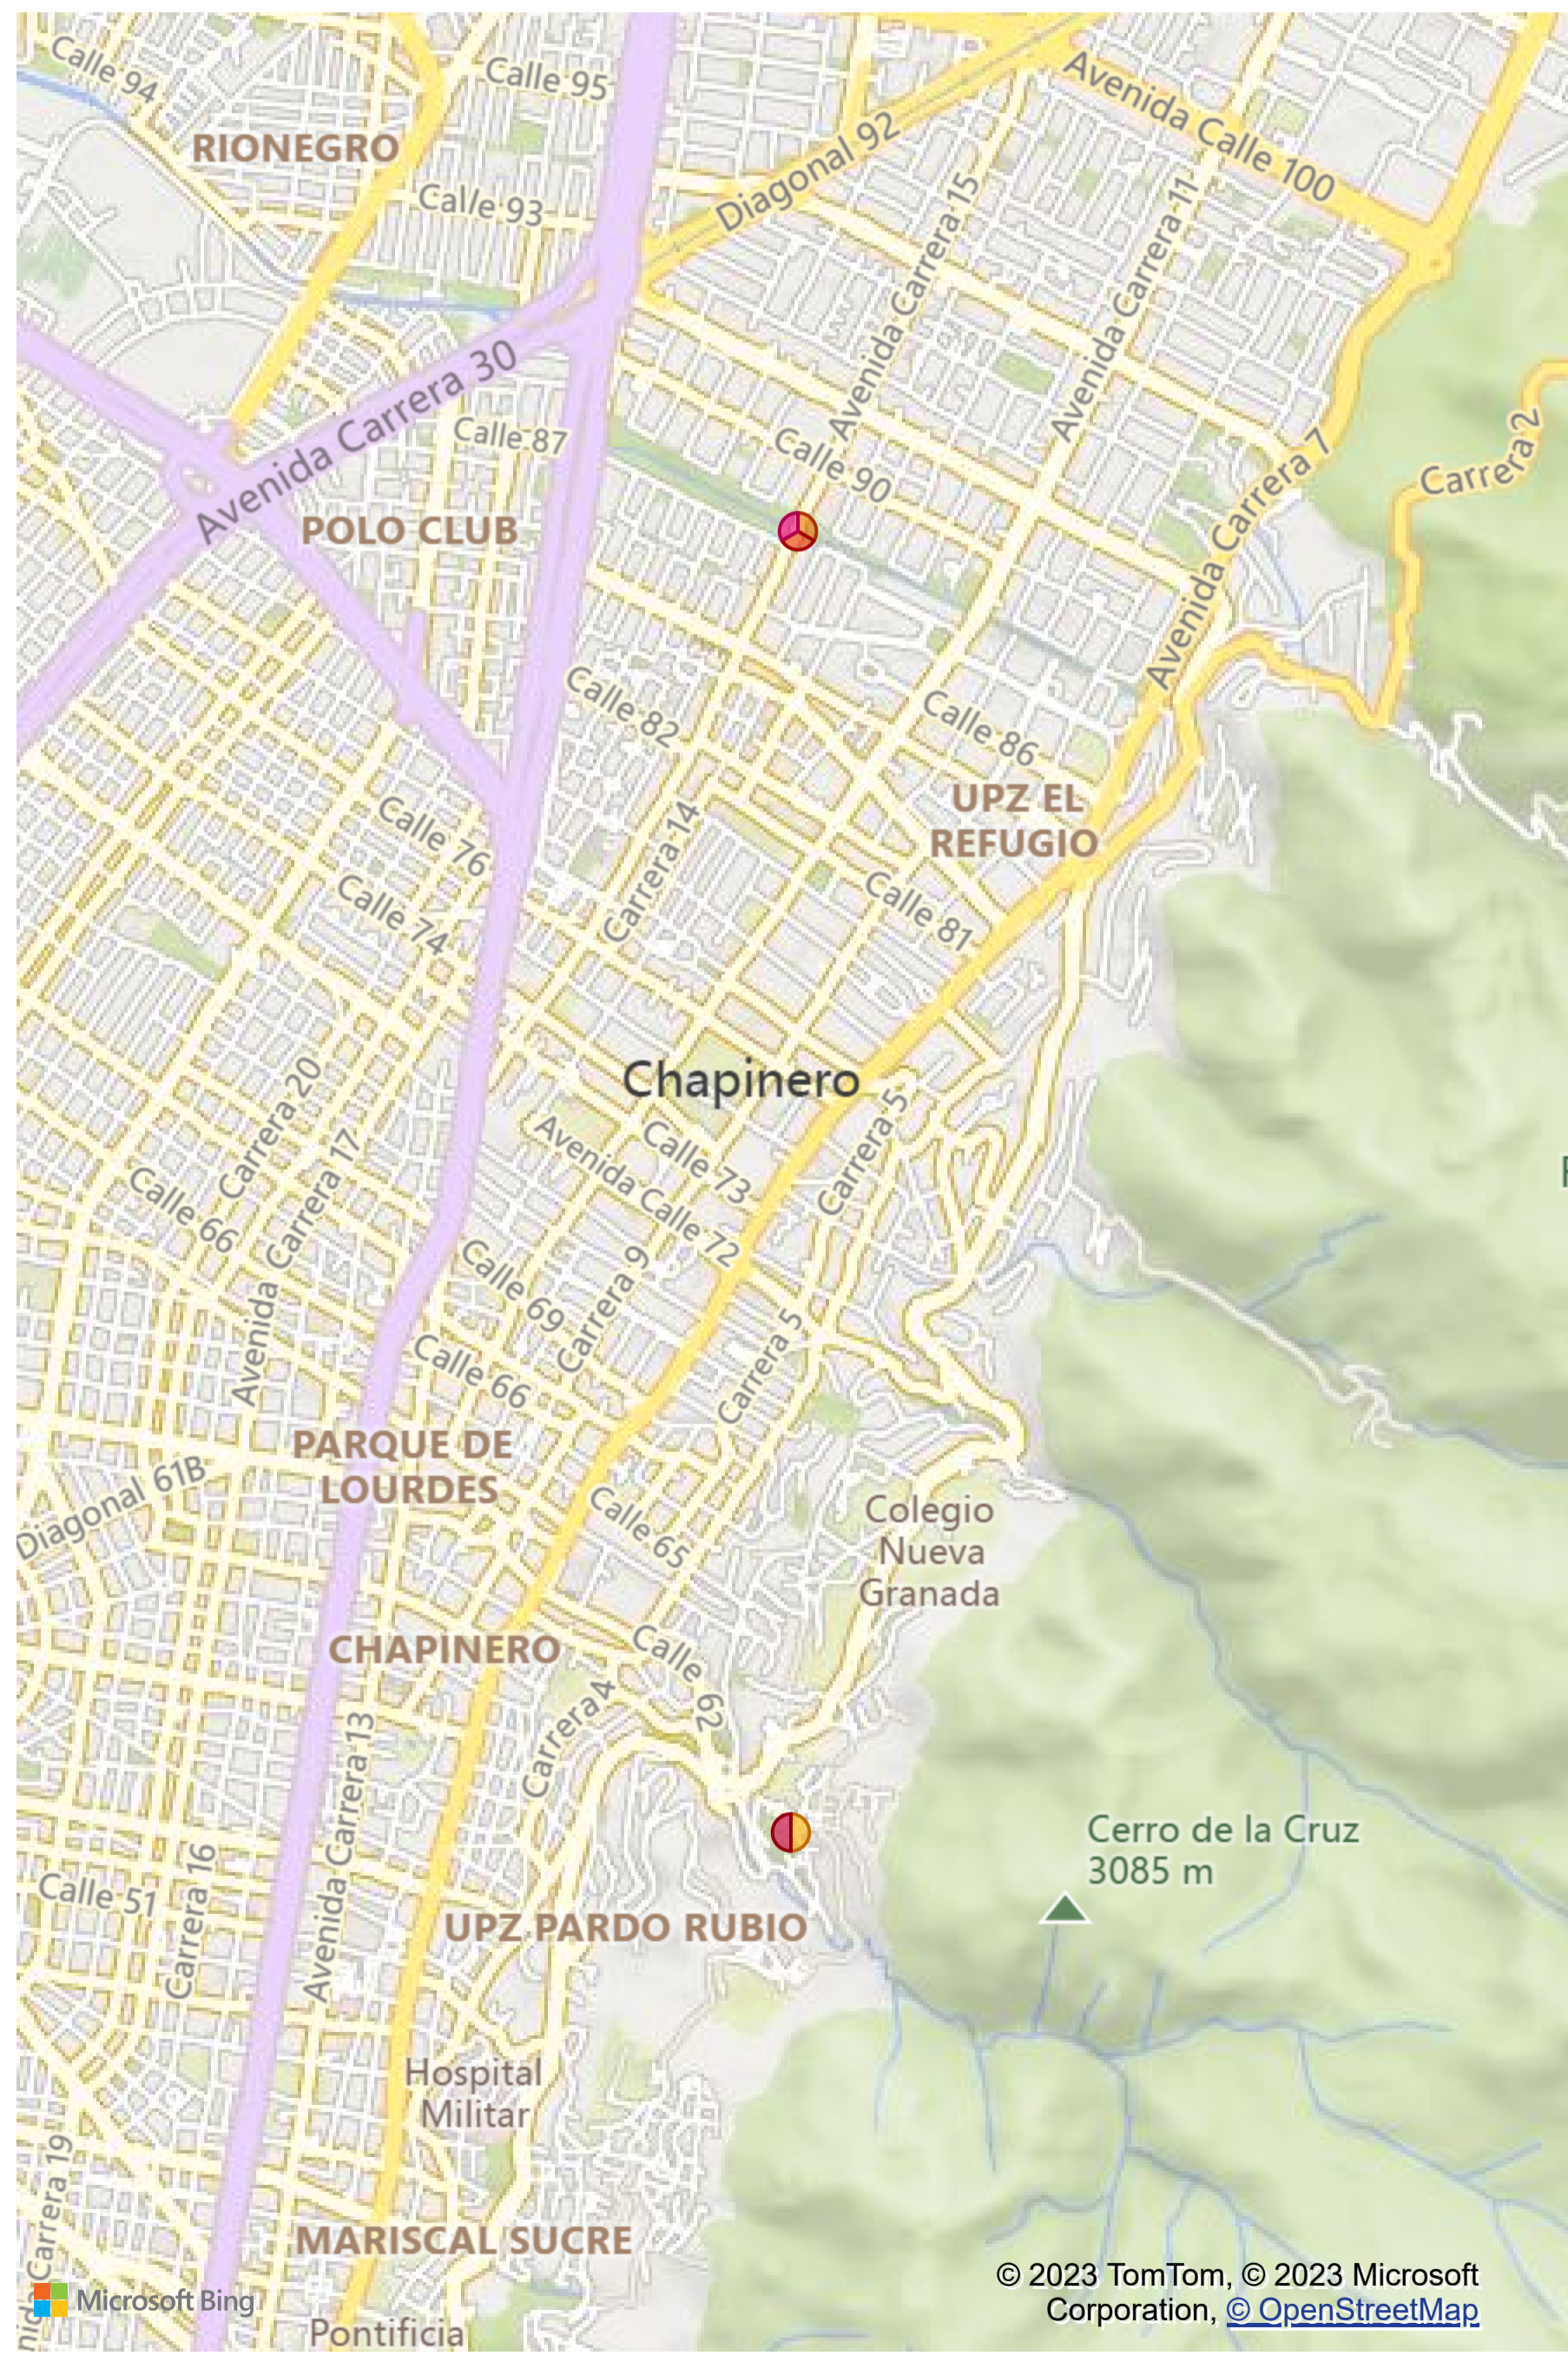 Calle 94
Calle 95
RIONEGRO
Avenida Calle 100
Diagonal 92
Calle 93
Avenida Carrera 15
Avenida Carrera 11
Avenida Carrera 30
Calle 87
Calle 90
Avenida Carrera 7
Carrera 2
POLO CLUB
Calle 82
Calle 86
UPZ EL
REFUGIO
Calle 76
Carrera 14
Calle 74
Calle 81
Chapinero
Carrera 20
Carrera 5
Avenida Calle 72
Calle 73
Calle 66
Avenida Carrera 17
Calle 69
Carrera 9
Calle 66
Carrera 5
PARQUE DE
LOURDES
Diagonal 61B
Calle 65
Colegio
Nueva
Granada
CHAPINERO
Calle 62
Carrera 4
Avenida Carrera 13
Cerro de la Cruz
3085 m
Calle 51
Carrera 16
UPZ PARDO RUBIO
Hospital
Militar
Carrera 19
MARISCAL SUCRE
© 2023 TomTom, © 2023 Microsoft
Corporation, © OpenStreetMap
Microsoft Bing
Pontificia